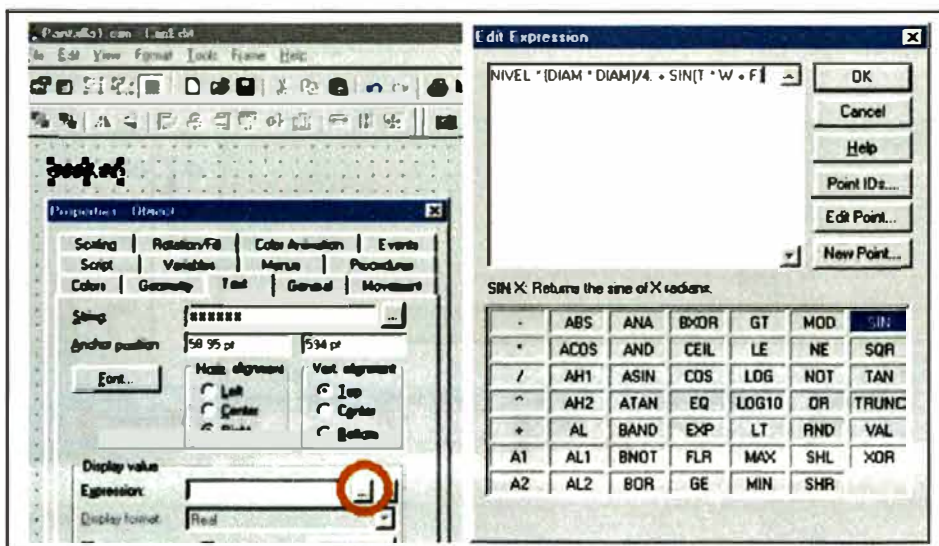 Pantalla1.cim - CimEdit
Edit View Format Tools Frame Help
Properties - Object
Scaling Rotation/Fill Color Animation Events
Script Variables Menus Procedures
Colors Geometry Text General Movement
String: ××××××
Anchor position 58.95 pt 594 pt
Font... Horiz. alignment Vert. alignment
Left Top
Center Center
Right Bottom
Display value
Expression:
Display format: Real
Edit Expression
NIVEL * (DIAM * DIAM)/4. + SIN(T * W + F)
OK
Cancel
Help
Point IDs....
Edit Point...
New Point...
SIN X: Returns the sine of X radians.
- ABS ANA BXOR GT MOD SIN
* ACOS AND CEIL LE NE SQR
/ AH1 ASIN COS LOG NOT TAN
^ AH2 ATAN EQ LOG10 OR TRUNC
+ AL BAND EXP LT RND VAL
A1 AL1 BNOT FLR MAX SHL XOR
A2 AL2 BOR GE MIN SHR